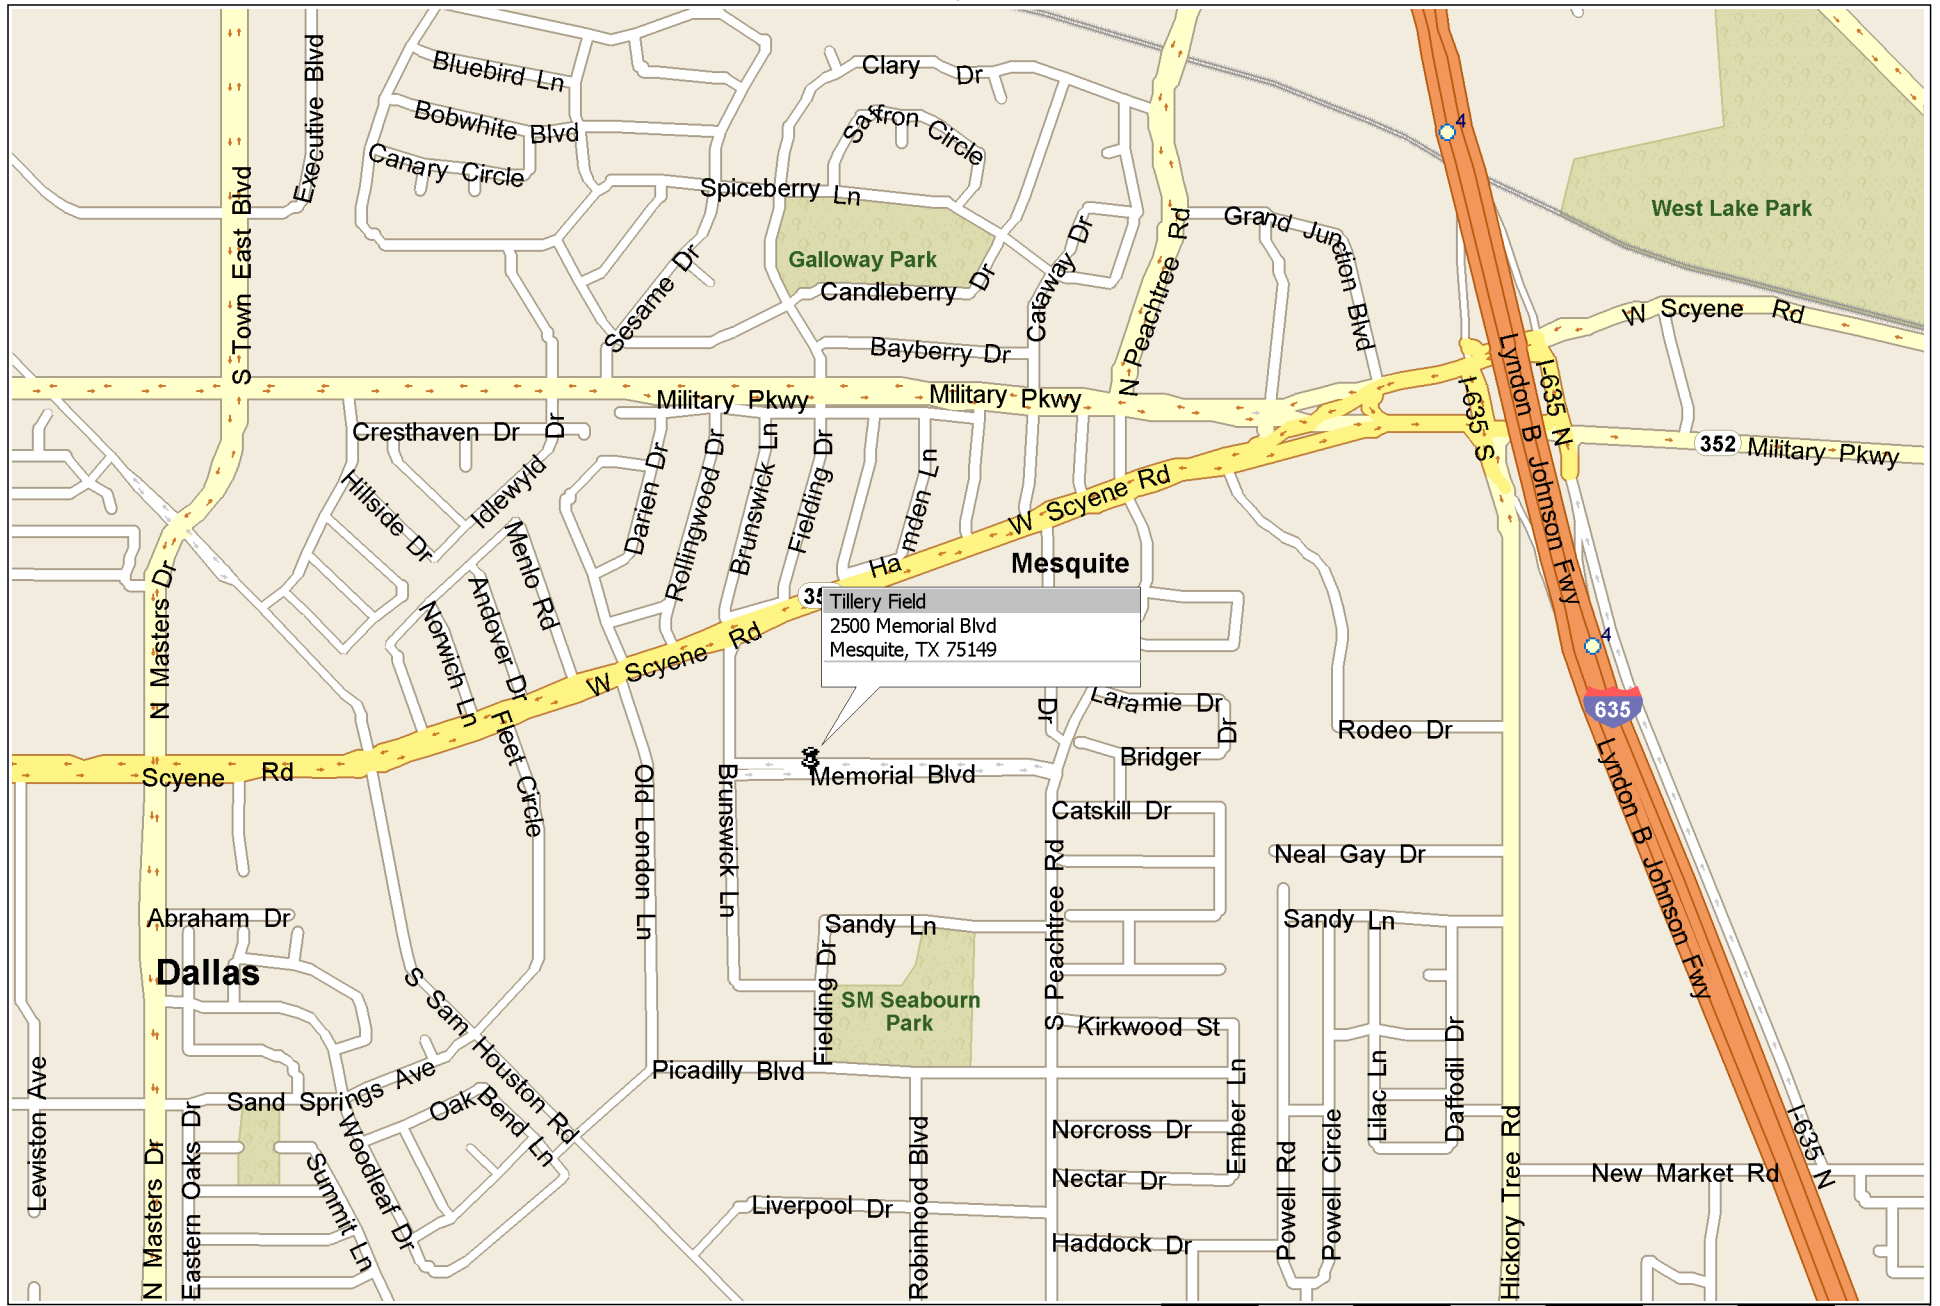 Bluebird Ln
Bobwhite Blvd
Canary Circle
Executive Blvd
S Town East Blvd
Clary Dr
Saffron Circle
Spiceberry Ln
Galloway Park
Candleberry Dr
Caraway Dr
Sesame Dr
Bayberry Dr
N Peachtree Rd
Grand Junction Blvd
4
West Lake Park
W Scyene Rd
Lyndon B Johnson Fwy
I-635 N
I-635 S
Military Pkwy
Military Pkwy
352
Military Pkwy
Cresthaven Dr
Idlewyld Dr
Hillside Dr
Darien Dr
Rollingwood Dr
Brunswick Ln
Fielding Dr
Hamden Ln
W Scyene Rd
Mesquite
Menlo Rd
Andover Dr
Norwich Ln
N Masters Dr
35
Tillery Field
2500 Memorial Blvd
Mesquite, TX 75149
W Scyene Rd
4
635
Laramie Dr
Dr
Dr
Bridger
Rodeo Dr
Fleet Circle
Scyene Rd
Old London Ln
Brunswick Ln
Memorial Blvd
Catskill Dr
Lyndon B Johnson Fwy
Neal Gay Dr
Abraham Dr
Sandy Ln
Sandy Ln
S Peachtree Rd
Dallas
Fielding Dr
SM Seabourn
Park
S Sam Houston Rd
Kirkwood St
Picadilly Blvd
Lewiston Ave
Sand Springs Ave
Oak Bend Ln
Ember Ln
Lilac Ln
Daffodil Dr
Norcross Dr
Nectar Dr
Powell Rd
Powell Circle
Hickory Tree Rd
New Market Rd
I-635 N
N Masters Dr
Eastern Oaks Dr
Summit Ln
Woodleaf Dr
Liverpool Dr
Robinhood Blvd
Haddock Dr